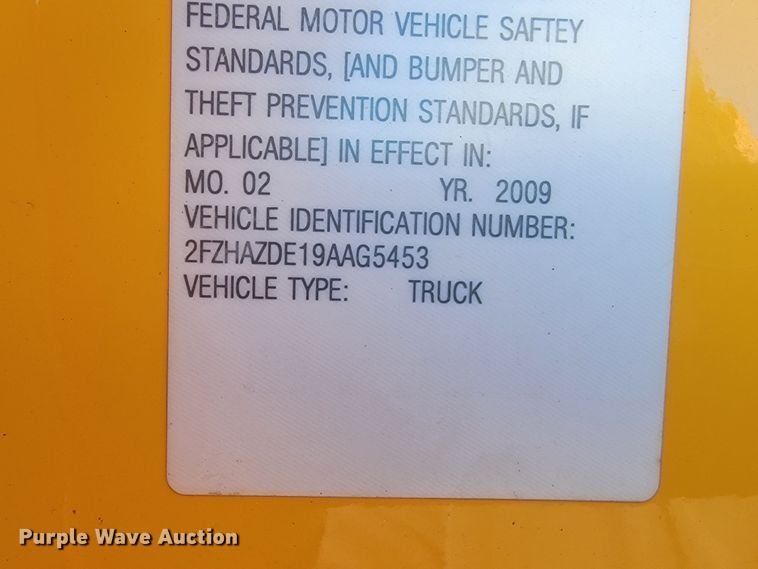 FEDERAL MOTOR VEHICLE SAFTEY
STANDARDS, [AND BUMPER AND
THEFT PREVENTION STANDARDS, IF
APPLICABLE] IN EFFECT IN:
MO. 02 YR. 2009
VEHICLE IDENTIFICATION NUMBER:
2FZHAZDE19AAG5453
VEHICLE TYPE: TRUCK
Purple Wave Auction